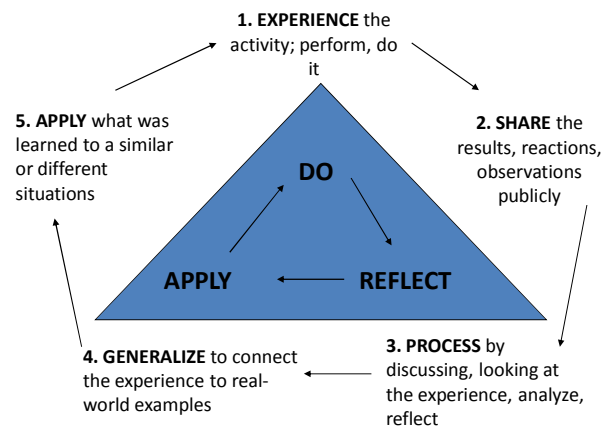 1. EXPERIENCE the
activity; perform, do
it
2. SHARE the
results, reactions,
observations
publicly
3. PROCESS by
discussing, looking at
the experience, analyze,
reflect
4. GENERALIZE to connect
the experience to real-
world examples
5. APPLY what was
learned to a similar
or different
situations
DO
REFLECT
APPLY